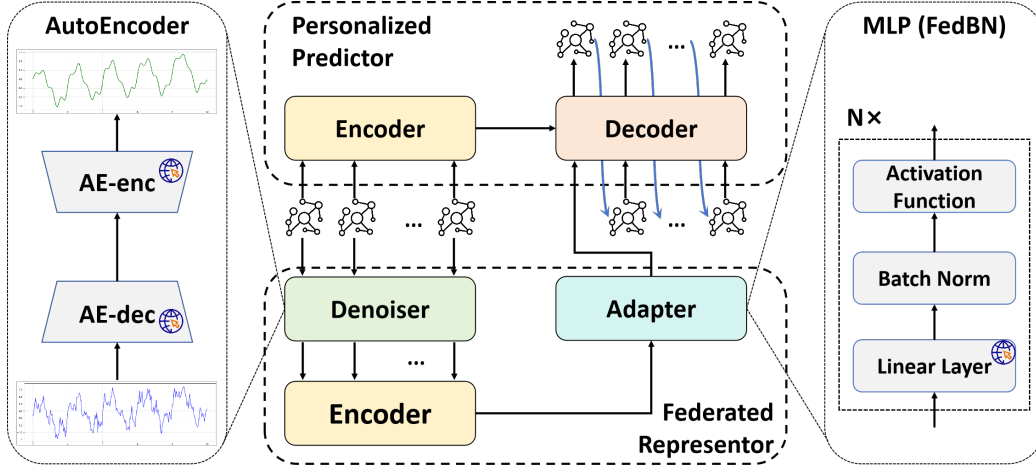 AutoEncoder
AE-enc
AE-dec
Personalized
Predictor
...
Encoder
Decoder
...
...
Denoiser
Adapter
...
Encoder
Federated
Representor
MLP (FedBN)
N×
Activation
Function
Batch Norm
Linear Layer